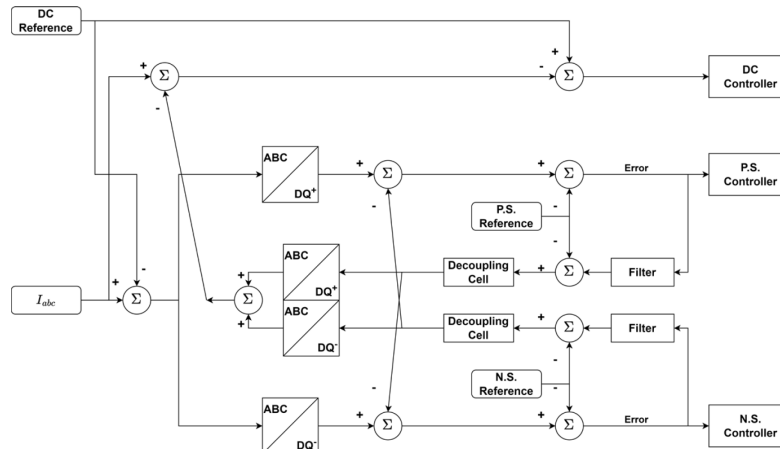 DC
Reference
+
Σ
-
+
-
Σ
DC
Controller
ABC
DQ+
+
Σ
-
+
Σ
-
Error
P.S.
Controller
P.S.
Reference
-
I_abc
+
-
Σ
+
Σ
+
ABC
DQ+
ABC
DQ-
Decoupling
Cell
+
Σ
Filter
Decoupling
Cell
+
Σ
Filter
-
N.S.
Reference
-
ABC
DQ-
+
-
Σ
+
Σ
Error
N.S.
Controller